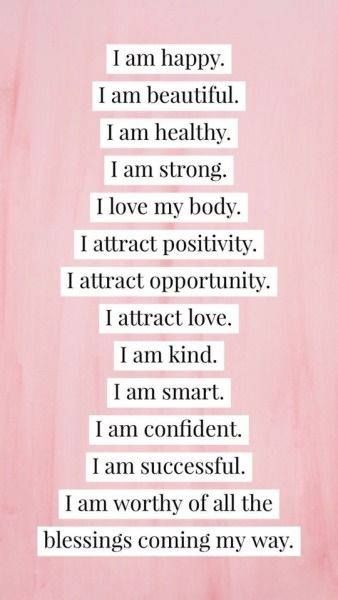 I am happy.
I am beautiful.
I am healthy.
I am strong.
I love my body.
I attract positivity.
I attract opportunity.
I attract love.
I am kind.
I am smart.
I am confident.
I am successful.
I am worthy of all the
blessings coming my way.